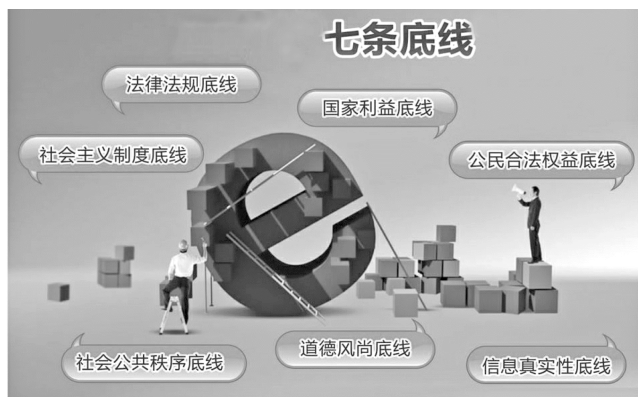 七条底线
法律法规底线
国家利益底线
社会主义制度底线
公民合法权益底线
社会公共秩序底线
道德风尚底线
信息真实性底线